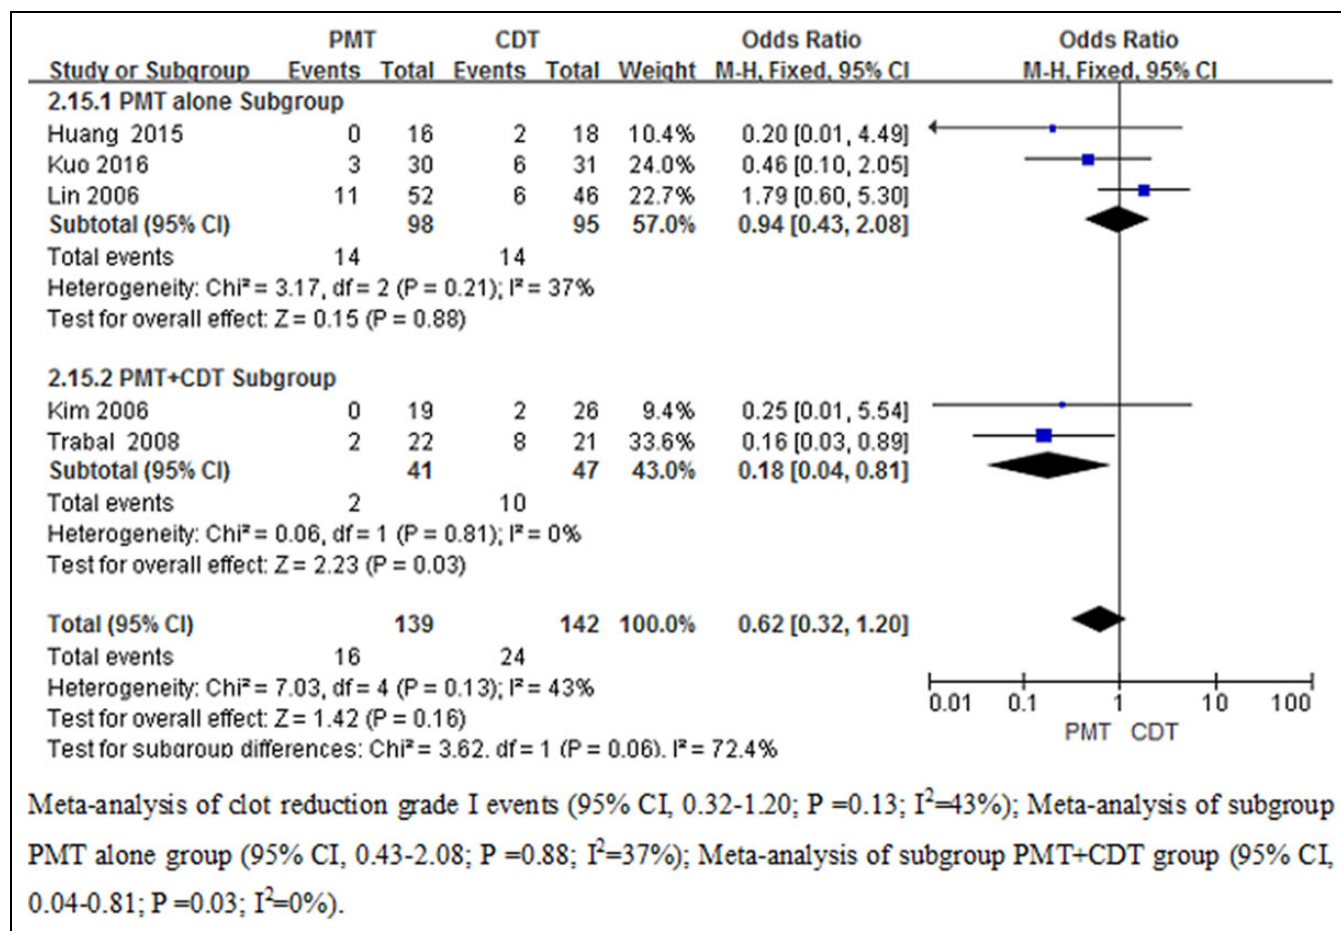 PMT CDT Odds Ratio Odds Ratio
Study or Subgroup Events Total Events Total Weight M-H, Fixed, 95% CI M-H, Fixed, 95% CI
2.15.1 PMT alone Subgroup
Huang 2015 0 16 2 18 10.4% 0.20 [0.01, 4.49]
Kuo 2016 3 30 6 31 24.0% 0.46 [0.10, 2.05]
Lin 2006 11 52 6 46 22.7% 1.79 [0.60, 5.30]
Subtotal (95% CI) 98 95 57.0% 0.94 [0.43, 2.08]
Total events 14 14
Heterogeneity: Chi² = 3.17, df = 2 (P = 0.21); I² = 37%
Test for overall effect: Z = 0.15 (P = 0.88)
2.15.2 PMT+CDT Subgroup
Kim 2006 0 19 2 26 9.4% 0.25 [0.01, 5.54]
Trabal 2008 2 22 8 21 33.6% 0.16 [0.03, 0.89]
Subtotal (95% CI) 41 47 43.0% 0.18 [0.04, 0.81]
Total events 2 10
Heterogeneity: Chi² = 0.06, df = 1 (P = 0.81); I² = 0%
Test for overall effect: Z = 2.23 (P = 0.03)
Total (95% CI) 139 142 100.0% 0.62 [0.32, 1.20]
Total events 16 24
Heterogeneity: Chi² = 7.03, df = 4 (P = 0.13); I² = 43%
Test for overall effect: Z = 1.42 (P = 0.16)
Test for subgroup differences: Chi² = 3.62. df = 1 (P = 0.06). I² = 72.4%
0.01 0.1 1 10 100
PMT CDT
Meta-analysis of clot reduction grade I events (95% CI, 0.32-1.20; P =0.13; I²=43%); Meta-analysis of subgroup
PMT alone group (95% CI, 0.43-2.08; P =0.88; I²=37%); Meta-analysis of subgroup PMT+CDT group (95% CI,
0.04-0.81; P =0.03; I²=0%).